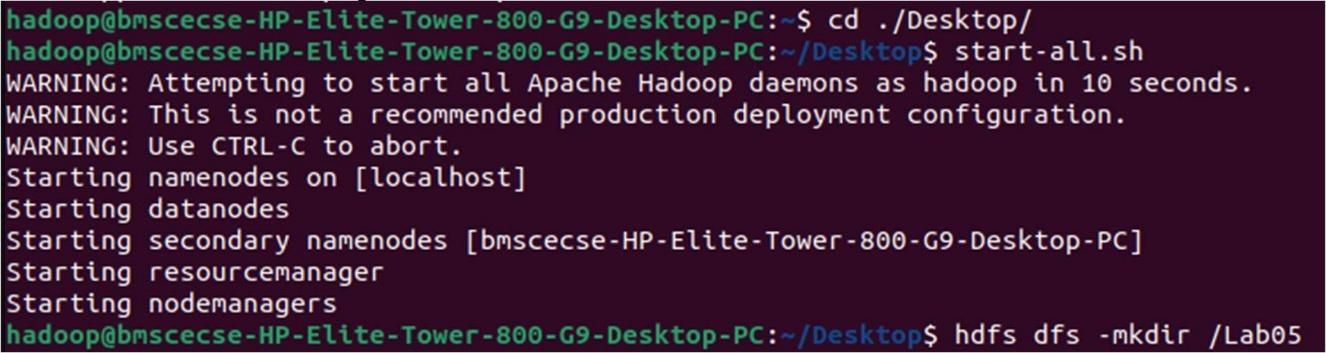 hadoop@bmscecse-HP-Elite-Tower-800-G9-Desktop-PC:~$ cd ./Desktop/
hadoop@bmscecse-HP-Elite-Tower-800-G9-Desktop-PC:~/Desktop$ start-all.sh
WARNING: Attempting to start all Apache Hadoop daemons as hadoop in 10 seconds.
WARNING: This is not a recommended production deployment configuration.
WARNING: Use CTRL-C to abort.
Starting namenodes on [localhost]
Starting datanodes
Starting secondary namenodes [bmscecse-HP-Elite-Tower-800-G9-Desktop-PC]
Starting resourcemanager
Starting nodemanagers
hadoop@bmscecse-HP-Elite-Tower-800-G9-Desktop-PC:~/Desktop$ hdfs dfs -mkdir /Lab05